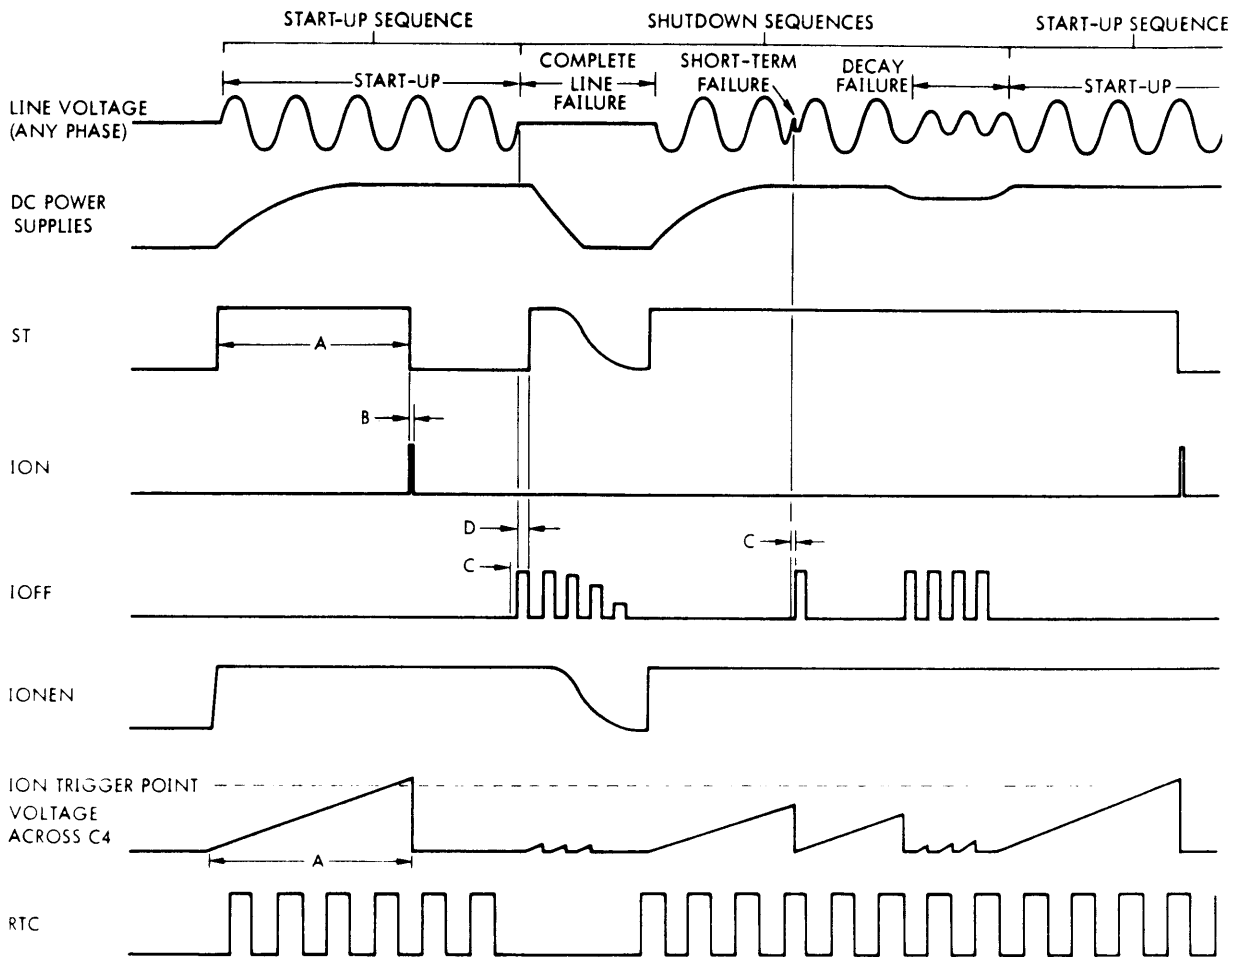 START-UP SEQUENCE
SHUTDOWN SEQUENCES
START-UP SEQUENCE
START-UP
COMPLETE
LINE
FAILURE
SHORT-TERM
FAILURE
DECAY
FAILURE
START-UP
LINE VOLTAGE
(ANY PHASE)
DC POWER
SUPPLIES
ST
A
B
ION
D
C
C
IOFF
IONEN
ION TRIGGER POINT
VOLTAGE
ACROSS C4
A
RTC